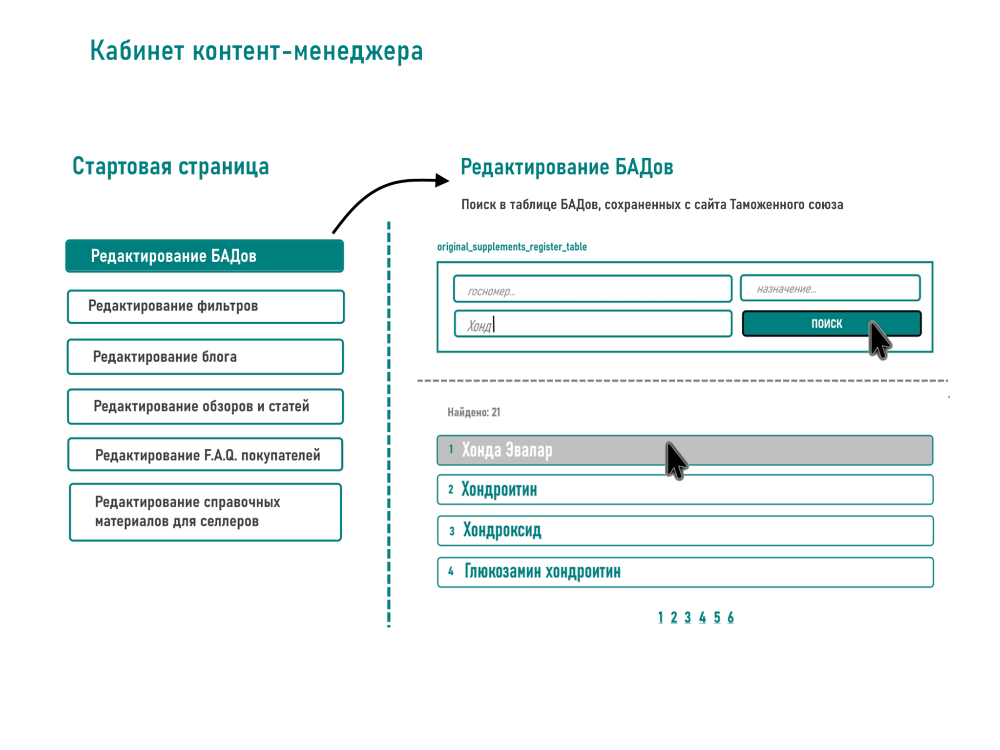 Кабинет контент-менеджера
Стартовая страница
Редактирование БАДов
Редактирование фильтров
Редактирование блога
Редактирование обзоров и статей
Редактирование F.A.Q. покупателей
Редактирование справочных
материалов для селлеров
Редактирование БАДов
Поиск в таблице БАДов, сохраненных с сайта Таможенного союза
original_supplements_register_table
госномер...
назначение...
Хонд
ПОИСК
Найдено: 21
1 Хонда Эвалар
2 Хондроитин
3 Хондроксид
4 Глюкозамин хондроитин
1 2 3 4 5 6